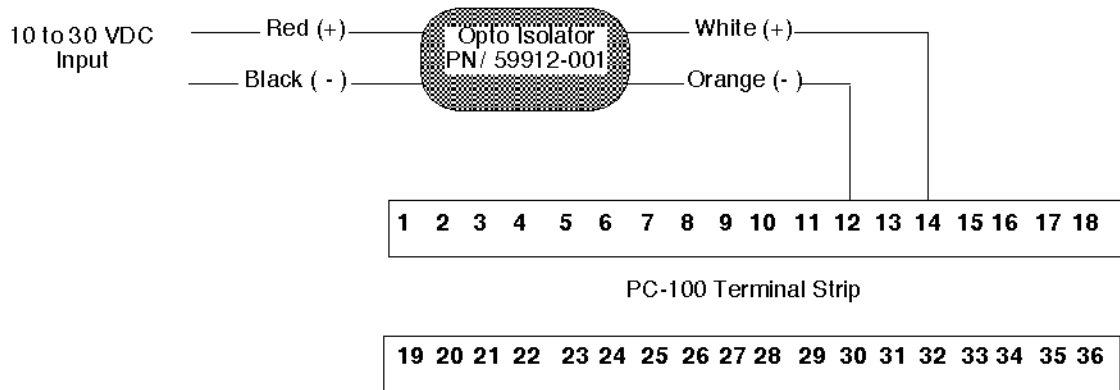 10 to 30 VDC
Input
Red (+)
Black ( - )
Opto Isolator
PN/ 59912-001
White (+)
Orange (- )
1 2 3 4 5 6 7 8 9 10 11 12 13 14 15 16 17 18
PC-100 Terminal Strip
19 20 21 22 23 24 25 26 27 28 29 30 31 32 33 34 35 36